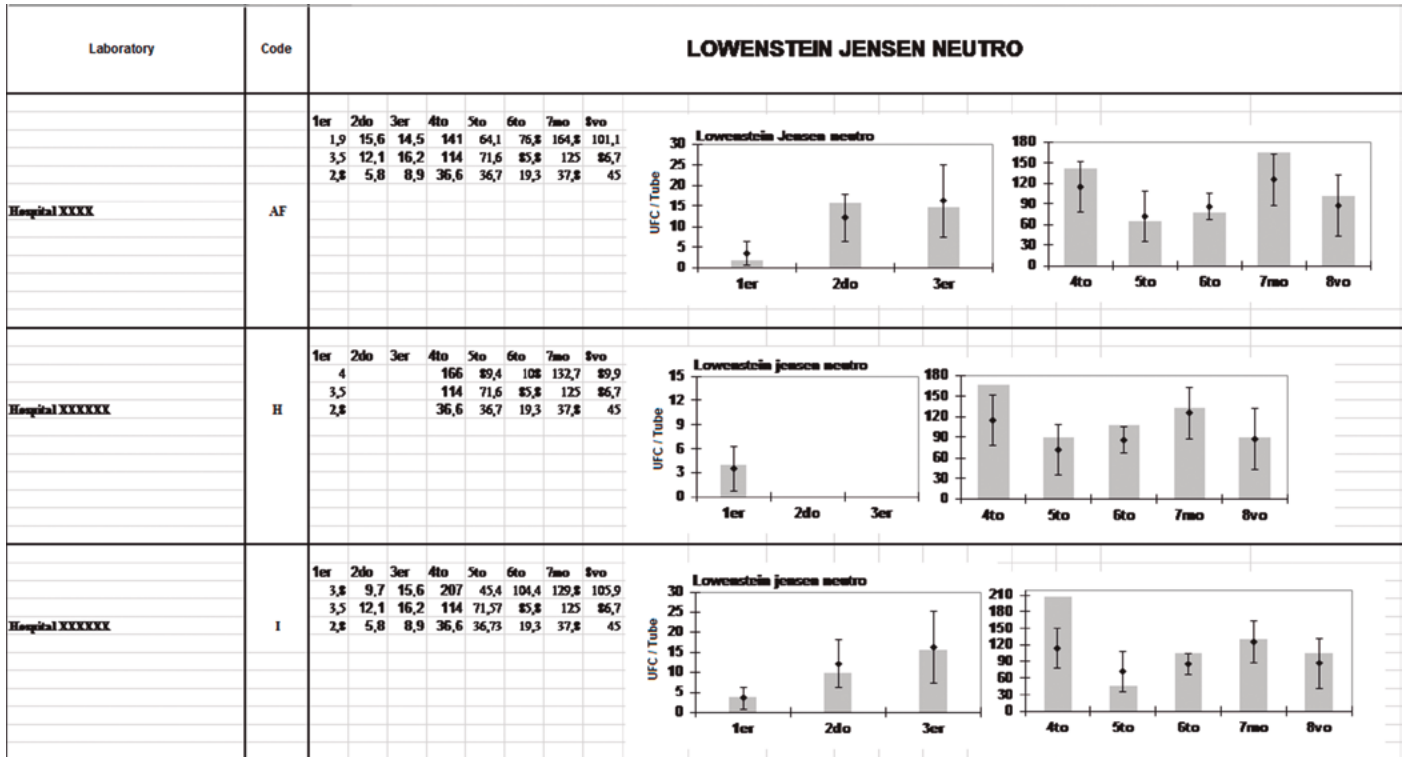 Laboratory Code LOWENSTEIN JENSEN NEUTRO
1er 2do 3er 4to 5to 6to 7mo 8vo
1,9 15,6 14,5 141 64,1 76,8 164,8 101,1
3,5 12,1 16,2 114 71,6 85,8 125 86,7
2,8 5,8 8,9 36,6 36,7 19,3 37,8 45
Hospital XXXX AF
Lowenstein Jensen neutro
UFC / Tube
30
25
20
15
10
5
0
1er 2do 3er
180
150
120
90
60
30
0
4to 5to 6to 7mo 8vo
1er 2do 3er 4to 5to 6to 7mo 8vo
4 166 89,4 108 132,7 89,9
3,5 114 71,6 85,8 125 86,7
2,8 36,6 36,7 19,3 37,8 45
Hospital XXXXXX H
Lowenstein jensen neutro
UFC / Tube
15
12
9
6
3
0
1er 2do 3er
180
150
120
90
60
30
0
4to 5to 6to 7mo 8vo
1er 2do 3er 4to 5to 6to 7mo 8vo
3,8 9,7 15,6 207 45,4 104,4 129,8 105,9
3,5 12,1 16,2 114 71,57 85,8 125 86,7
2,8 5,8 8,9 36,6 36,73 19,3 37,8 45
Hospital XXXXXX I
Lowenstein jensen neutro
UFC / Tube
30
25
20
15
10
5
0
1er 2do 3er
210
180
150
120
90
60
30
0
4to 5to 6to 7mo 8vo